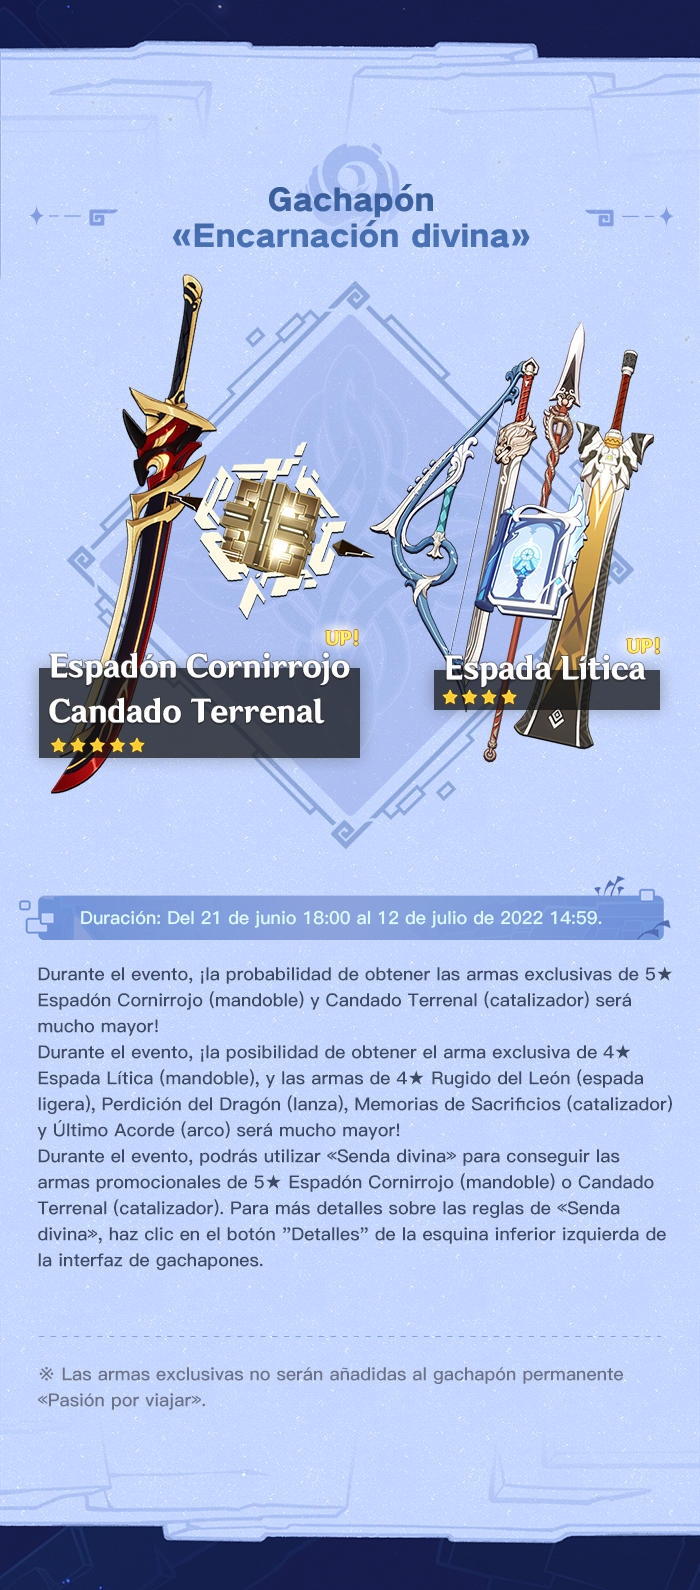 Gachapón
«Encarnación divina»
UP!
Espadón Cornirrojo
Candado Terrenal
★★★★★
UP!
Espada Lítica
★★★★
Duración: Del 21 de junio 18:00 al 12 de julio de 2022 14:59.
Durante el evento, ¡la probabilidad de obtener las armas exclusivas de 5★
Espadón Cornirrojo (mandoble) y Candado Terrenal (catalizador) será
mucho mayor!
Durante el evento, ¡la posibilidad de obtener el arma exclusiva de 4★
Espada Lítica (mandoble), y las armas de 4★ Rugido del León (espada
ligera), Perdición del Dragón (lanza), Memorias de Sacrificios (catalizador)
y Último Acorde (arco) será mucho mayor!
Durante el evento, podrás utilizar «Senda divina» para conseguir las
armas promocionales de 5★ Espadón Cornirrojo (mandoble) o Candado
Terrenal (catalizador). Para más detalles sobre las reglas de «Senda
divina», haz clic en el botón ”Detalles” de la esquina inferior izquierda de
la interfaz de gachapones.
※ Las armas exclusivas no serán añadidas al gachapón permanente
«Pasión por viajar».